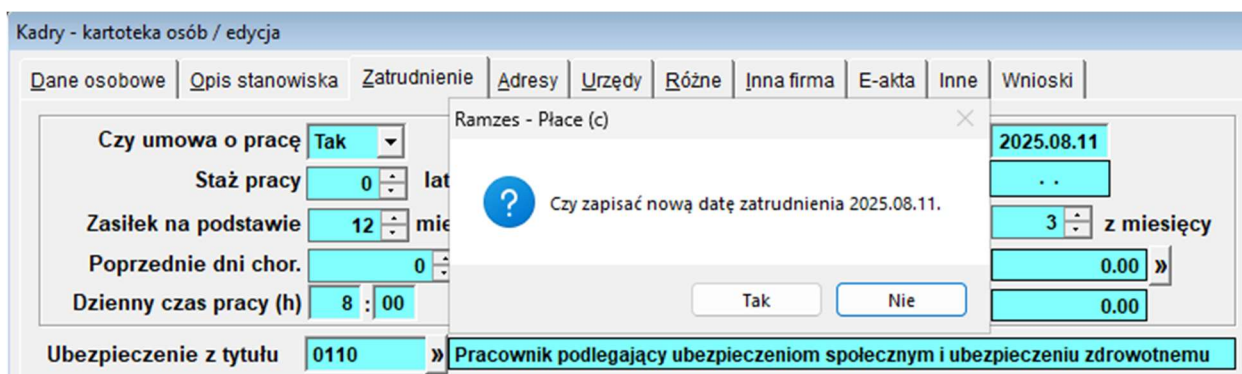 Kadry - kartoteka osób / edycja
Dane osobowe Opis stanowiska Zatrudnienie Adresy Urzędy Różne Inna firma E-akta Inne Wnioski
Ramzes - Płace (c)
Czy umowa o pracę Tak 2025.08.11
Staż pracy 0 lat . .
Czy zapisać nową datę zatrudnienia 2025.08.11.
Zasiłek na podstawie 12 mie 3 z miesięcy
Poprzednie dni chor. 0 0.00 »
Tak Nie
Dzienny czas pracy (h) 8 : 00 0.00
Ubezpieczenie z tytułu 0110 » Pracownik podlegający ubezpieczeniom społecznym i ubezpieczeniu zdrowotnemu